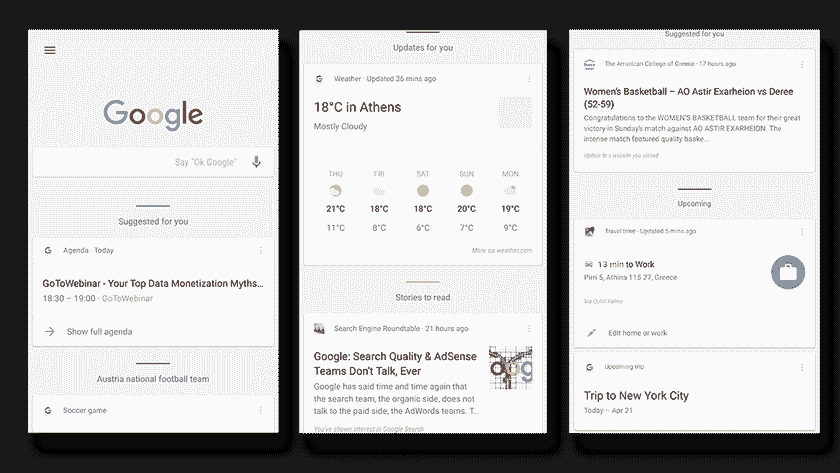 Google
Say "Ok Google"
Suggested for you
Agenda · Today
GoToWebinar - Your Top Data Monetization Myths...
18:30 – 19:00 · GoToWebinar
Show full agenda
Austria national football team
Soccer game
Updates for you
Weather · Updated 36 mins ago
18°C in Athens
Mostly Cloudy
THU FRI SAT SUN MON
21°C 18°C 18°C 20°C 19°C
11°C 8°C 6°C 7°C 9°C
More on weather.com
Stories to read
Search Engine Roundtable · 21 hours ago
Google: Search Quality & AdSense
Teams Don't Talk, Ever
Google has said time and time again that
the search team, the organic side, does not
talk to the paid side, the AdWords teams. T...
You've shown interest in Google Search
Suggested for you
The American College of Greece · 17 hours ago
Women's Basketball – AO Astir Exarheion vs Deree
(52-59)
Congratulations to the WOMEN'S BASKETBALL team for their great
victory in Sunday's match against AO ASTIR EXARHEION. The
intense match featured quality baske...
Update to a website you visited
Upcoming
Travel time · Updated 5 mins ago
13 min to Work
Pirri 5, Athina 115 27, Greece
Via
Edit home or work
Upcoming trip
Trip to New York City
Today – Apr 21